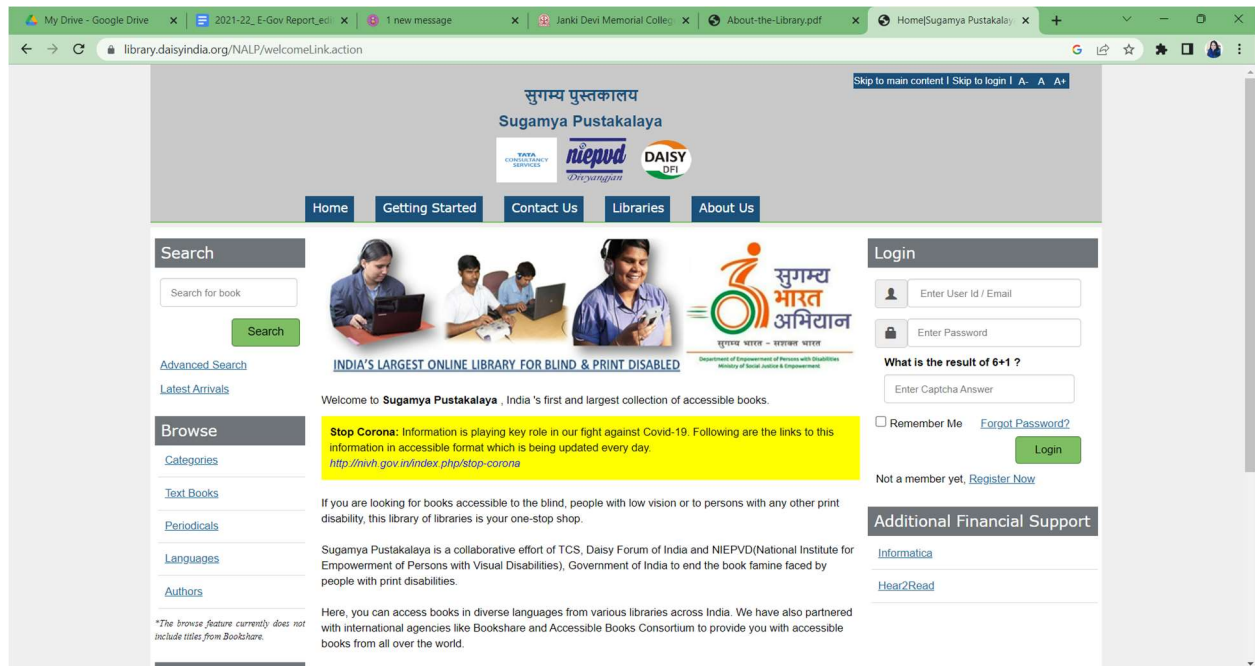 My Drive - Google Drive
2021-22_ E-Gov Report_edi
1 new message
Janki Devi Memorial Colleg
About-the-Library.pdf
Home|Sugamya Pustakalay
library.daisyindia.org/NALP/welcomeLink.action
Skip to main content I Skip to login I A- A A+
सुगम्य पुस्तकालय
Sugamya Pustakalaya
TATA
CONSULTANCY
SERVICES
niepvd
Divyangjan
DAISY
DFI
Home
Getting Started
Contact Us
Libraries
About Us
Search
Search for book
Search
Advanced Search
Latest Arrivals
Browse
Categories
Text Books
Periodicals
Languages
Authors
*The browse feature currently does not
include titles from Bookshare.
INDIA'S LARGEST ONLINE LIBRARY FOR BLIND & PRINT DISABLED
सुगम्य
भारत
अभियान
सुगम्य भारत - सशक्त भारत
Department of Empowerment of Persons with Disabilities
Ministry of Social Justice & Empowerment
Welcome to Sugamya Pustakalaya , India 's first and largest collection of accessible books.
Stop Corona: Information is playing key role in our fight against Covid-19. Following are the links to this
information in accessible format which is being updated every day.
http://nivh.gov.in/index.php/stop-corona
If you are looking for books accessible to the blind, people with low vision or to persons with any other print
disability, this library of libraries is your one-stop shop.
Sugamya Pustakalaya is a collaborative effort of TCS, Daisy Forum of India and NIEPVD(National Institute for
Empowerment of Persons with Visual Disabilities), Government of India to end the book famine faced by
people with print disabilities.
Here, you can access books in diverse languages from various libraries across India. We have also partnered
with international agencies like Bookshare and Accessible Books Consortium to provide you with accessible
books from all over the world.
Login
Enter User Id / Email
Enter Password
What is the result of 6+1 ?
Enter Captcha Answer
Remember Me
Forgot Password?
Login
Not a member yet, Register Now
Additional Financial Support
Informatica
Hear2Read